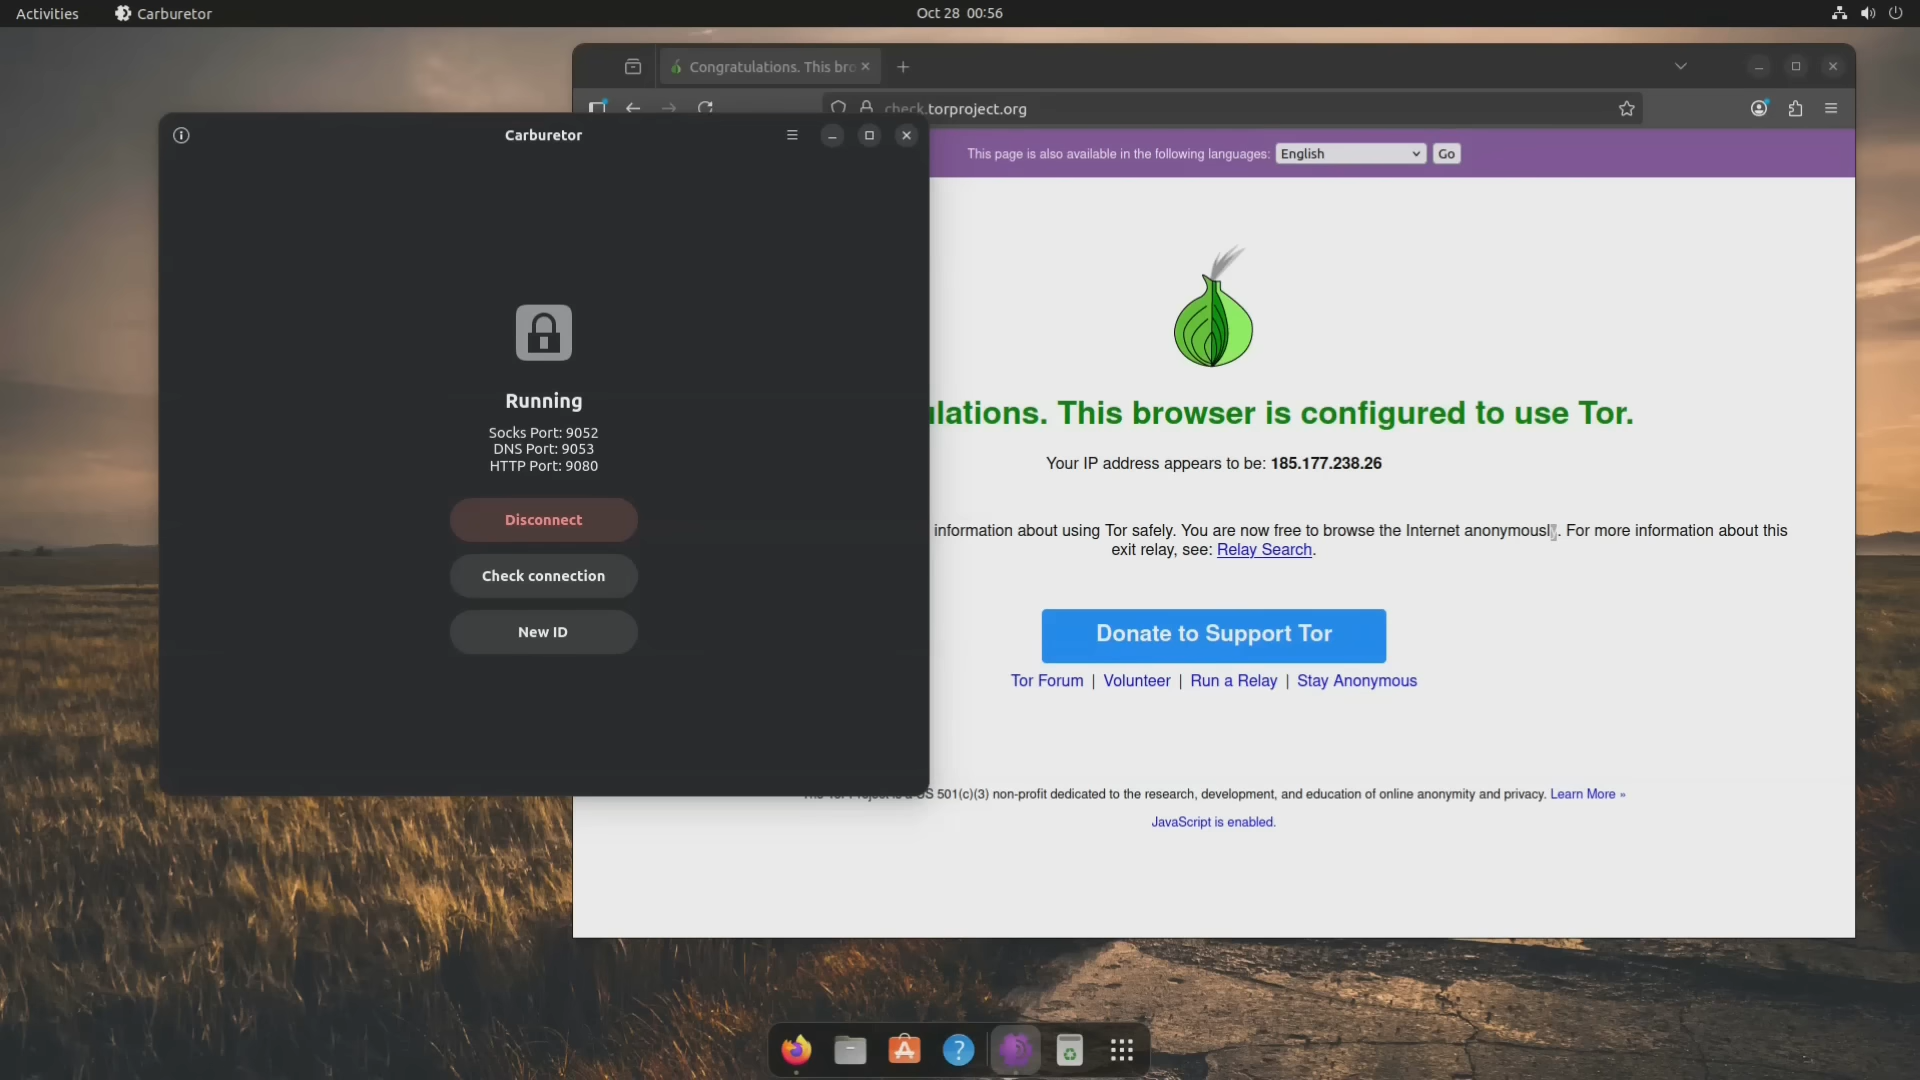 Activities
Carburetor
Oct 28 00:56
Congratulations. This bro
check.torproject.org
Carburetor
This page is also available in the following languages: English Go
Running
Socks Port: 9052
DNS Port: 9053
HTTP Port: 9080
Disconnect
Check connection
New ID
ulations. This browser is configured to use Tor.
Your IP address appears to be: 185.177.238.26
information about using Tor safely. You are now free to browse the Internet anonymously. For more information about this
exit relay, see: Relay Search.
Donate to Support Tor
Tor Forum | Volunteer | Run a Relay | Stay Anonymous
US 501(c)(3) non-profit dedicated to the research, development, and education of online anonymity and privacy. Learn More »
JavaScript is enabled.